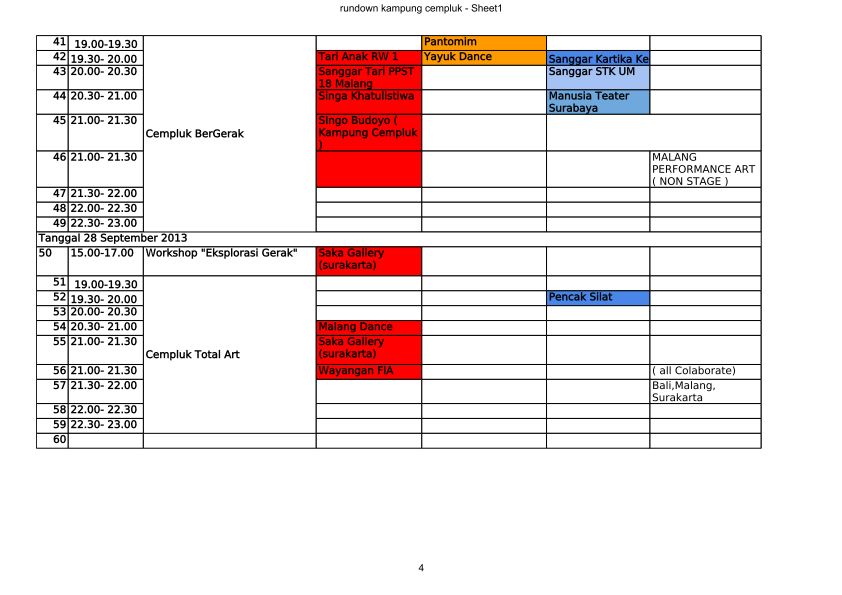 rundown kampung cempluk - Sheet1
41 19.00-19.30 Pantomim
42 19.30- 20.00 Tari Anak RW 1 Yayuk Dance Sanggar Kartika Ke
43 20.00- 20.30 Sanggar Tari PPST Sanggar STK UM
18 Malang
44 20.30- 21.00 Singa Khatulistiwa Manusia Teater
Surabaya
45 21.00- 21.30 Singo Budoyo (
Cempluk BerGerak Kampung Cempluk
)
46 21.00- 21.30 MALANG
PERFORMANCE ART
( NON STAGE )
47 21.30- 22.00
48 22.00- 22.30
49 22.30- 23.00
Tanggal 28 September 2013
50 15.00-17.00 Workshop "Eksplorasi Gerak" Saka Gallery
(surakarta)
51 19.00-19.30
52 19.30- 20.00 Pencak Silat
53 20.00- 20.30
54 20.30- 21.00 Malang Dance
55 21.00- 21.30 Saka Gallery
Cempluk Total Art (surakarta)
56 21.00- 21.30 Wayangan FIA ( all Colaborate)
57 21.30- 22.00 Bali,Malang,
Surakarta
58 22.00- 22.30
59 22.30- 23.00
60
4